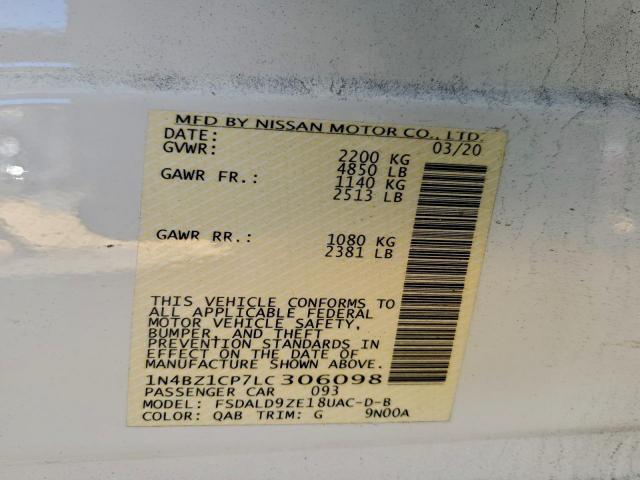 MFD BY NISSAN MOTOR CO., LTD.
DATE: 03/20
GVWR: 2200 KG
4850 LB
GAWR FR.: 1140 KG
2513 LB
GAWR RR.: 1080 KG
2381 LB
THIS VEHICLE CONFORMS TO
ALL APPLICABLE FEDERAL
MOTOR VEHICLE SAFETY,
BUMPER, AND THEFT
PREVENTION STANDARDS IN
EFFECT ON THE DATE OF
MANUFACTURE SHOWN ABOVE.
1N4BZ1CP7LC 306098
PASSENGER CAR 093
MODEL: FSDALD9ZE18UAC-D-B
COLOR: QAB TRIM: G 9N00A